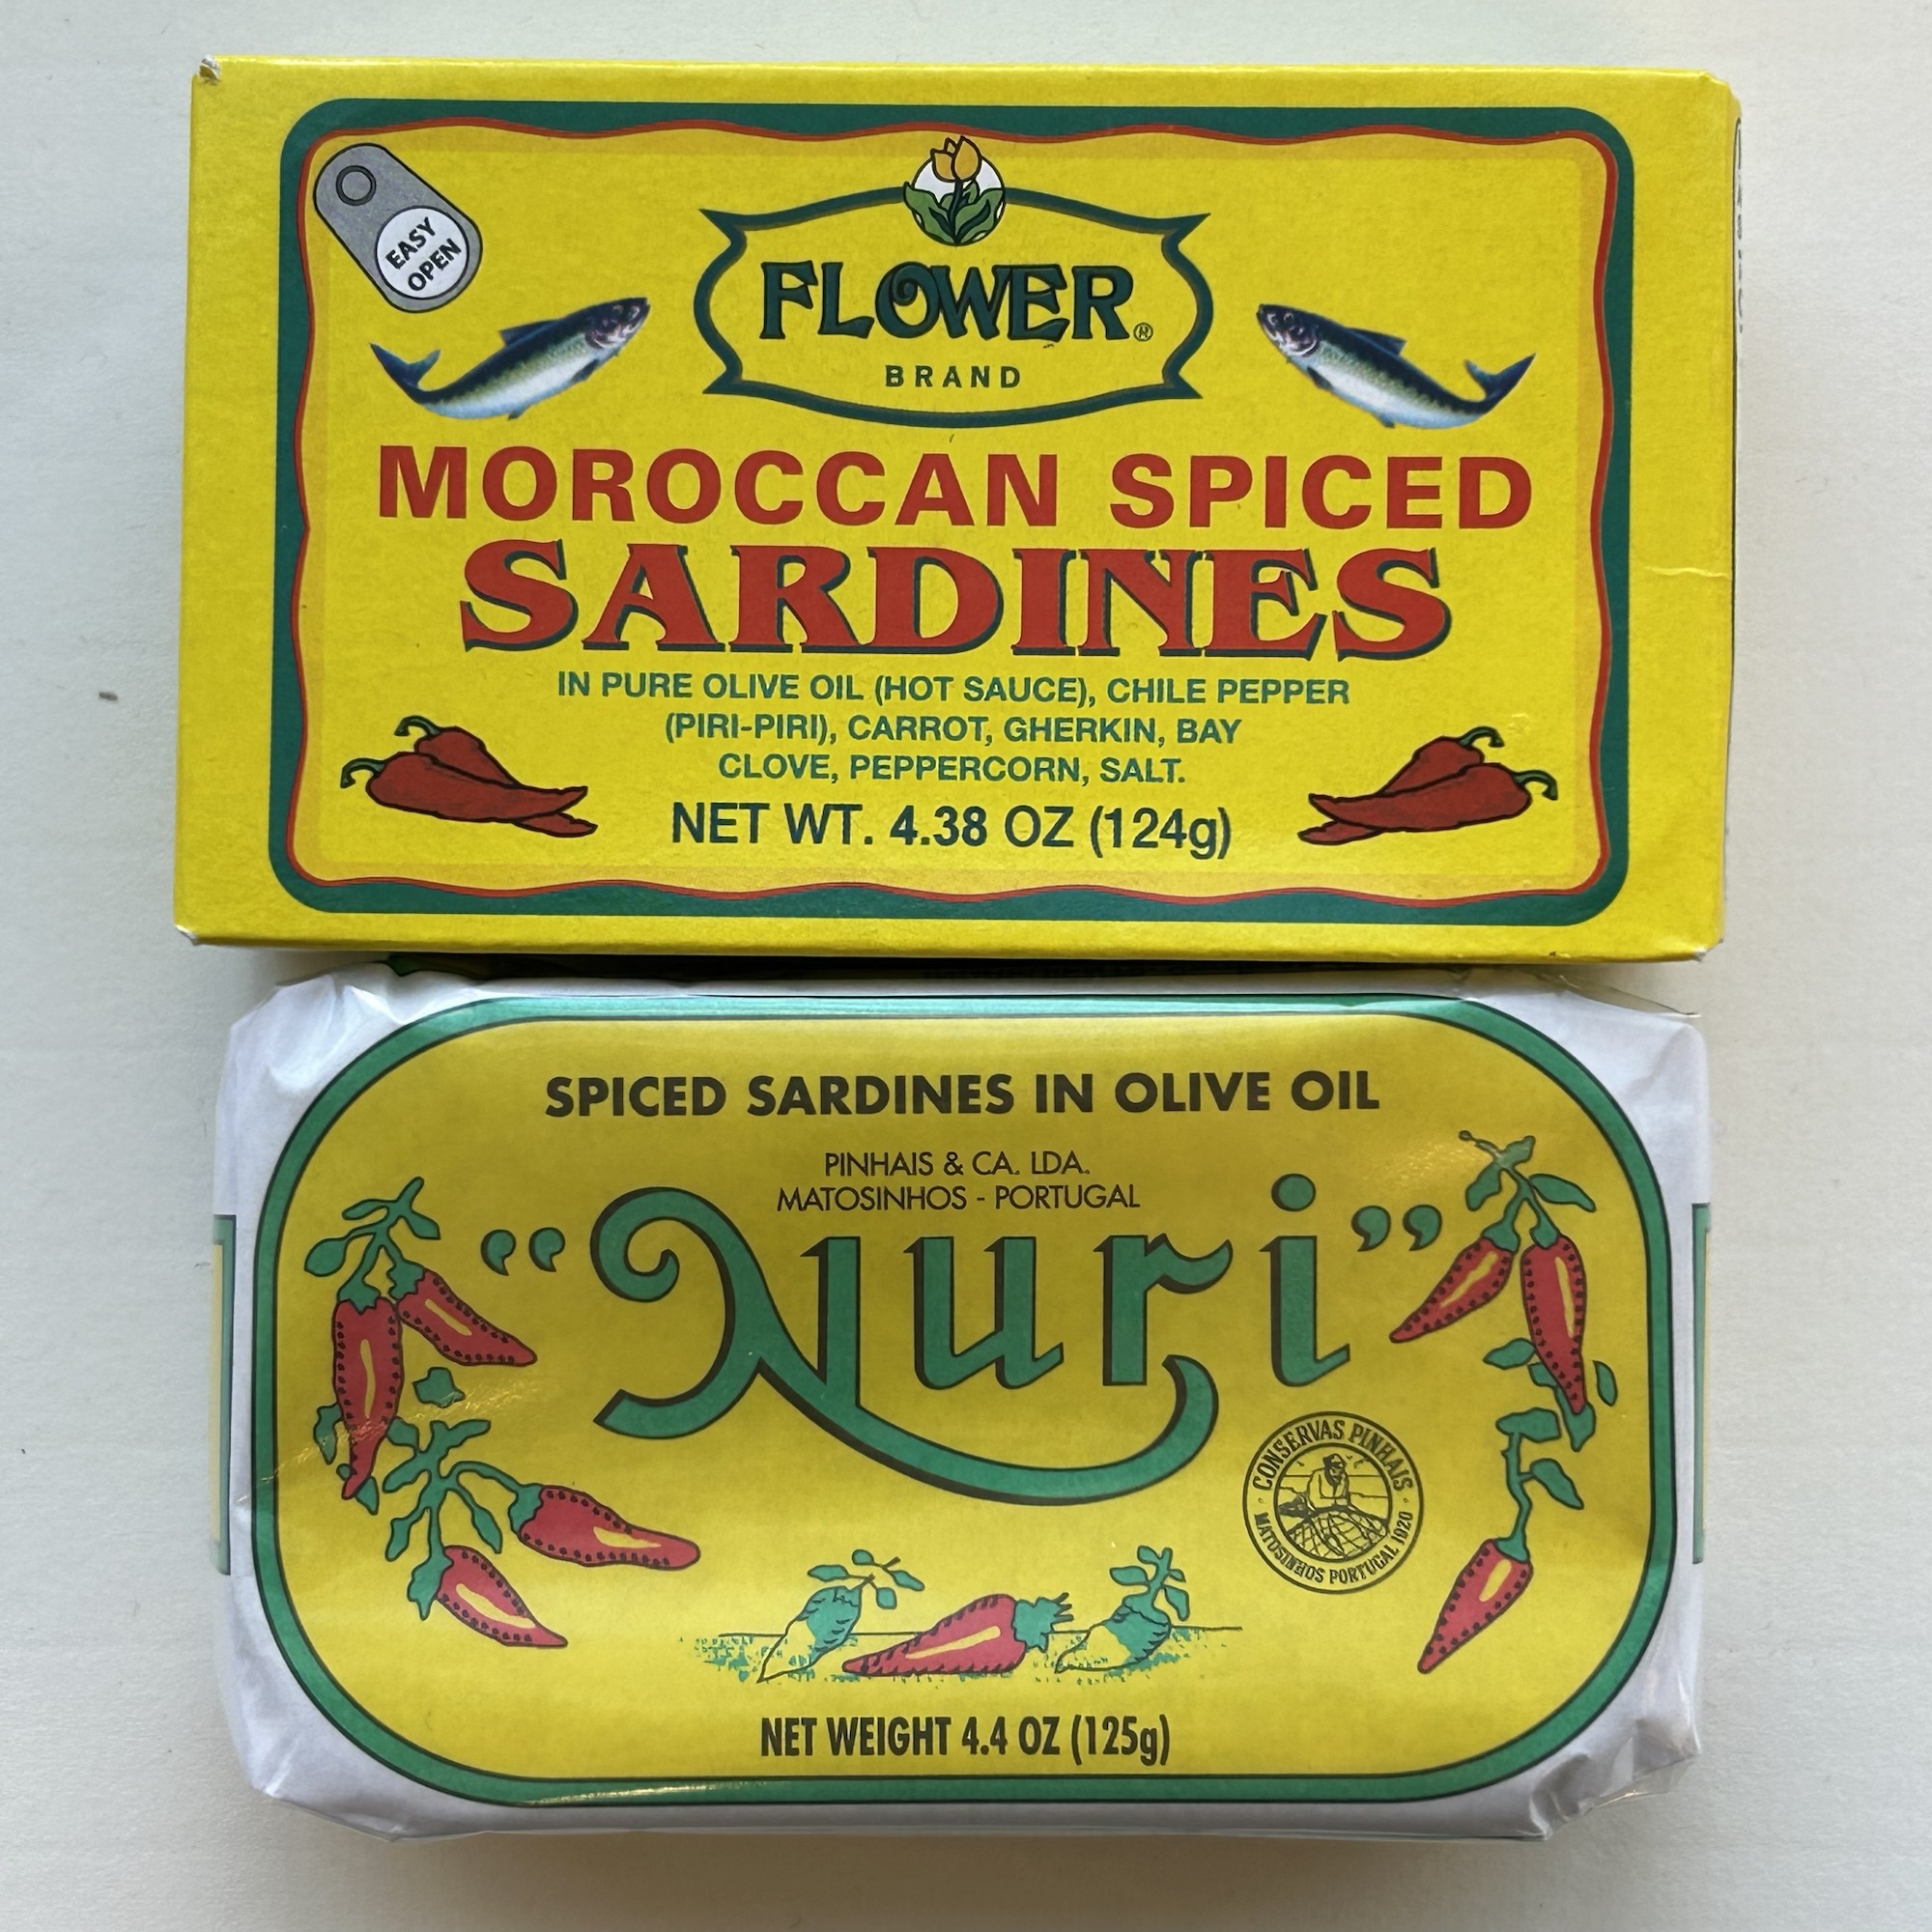 EASY
OPEN
FLOWER®
BRAND
MOROCCAN SPICED
SARDINES
IN PURE OLIVE OIL (HOT SAUCE), CHILE PEPPER
(PIRI-PIRI), CARROT, GHERKIN, BAY
CLOVE, PEPPERCORN, SALT.
NET WT. 4.38 OZ (124g)
SPICED SARDINES IN OLIVE OIL
PINHAIS & CA. LDA.
MATOSINHOS - PORTUGAL
“Nuri”
CONSERVAS PINHAIS
MATOSINHOS PORTUGAL 1920
NET WEIGHT 4.4 OZ (125g)